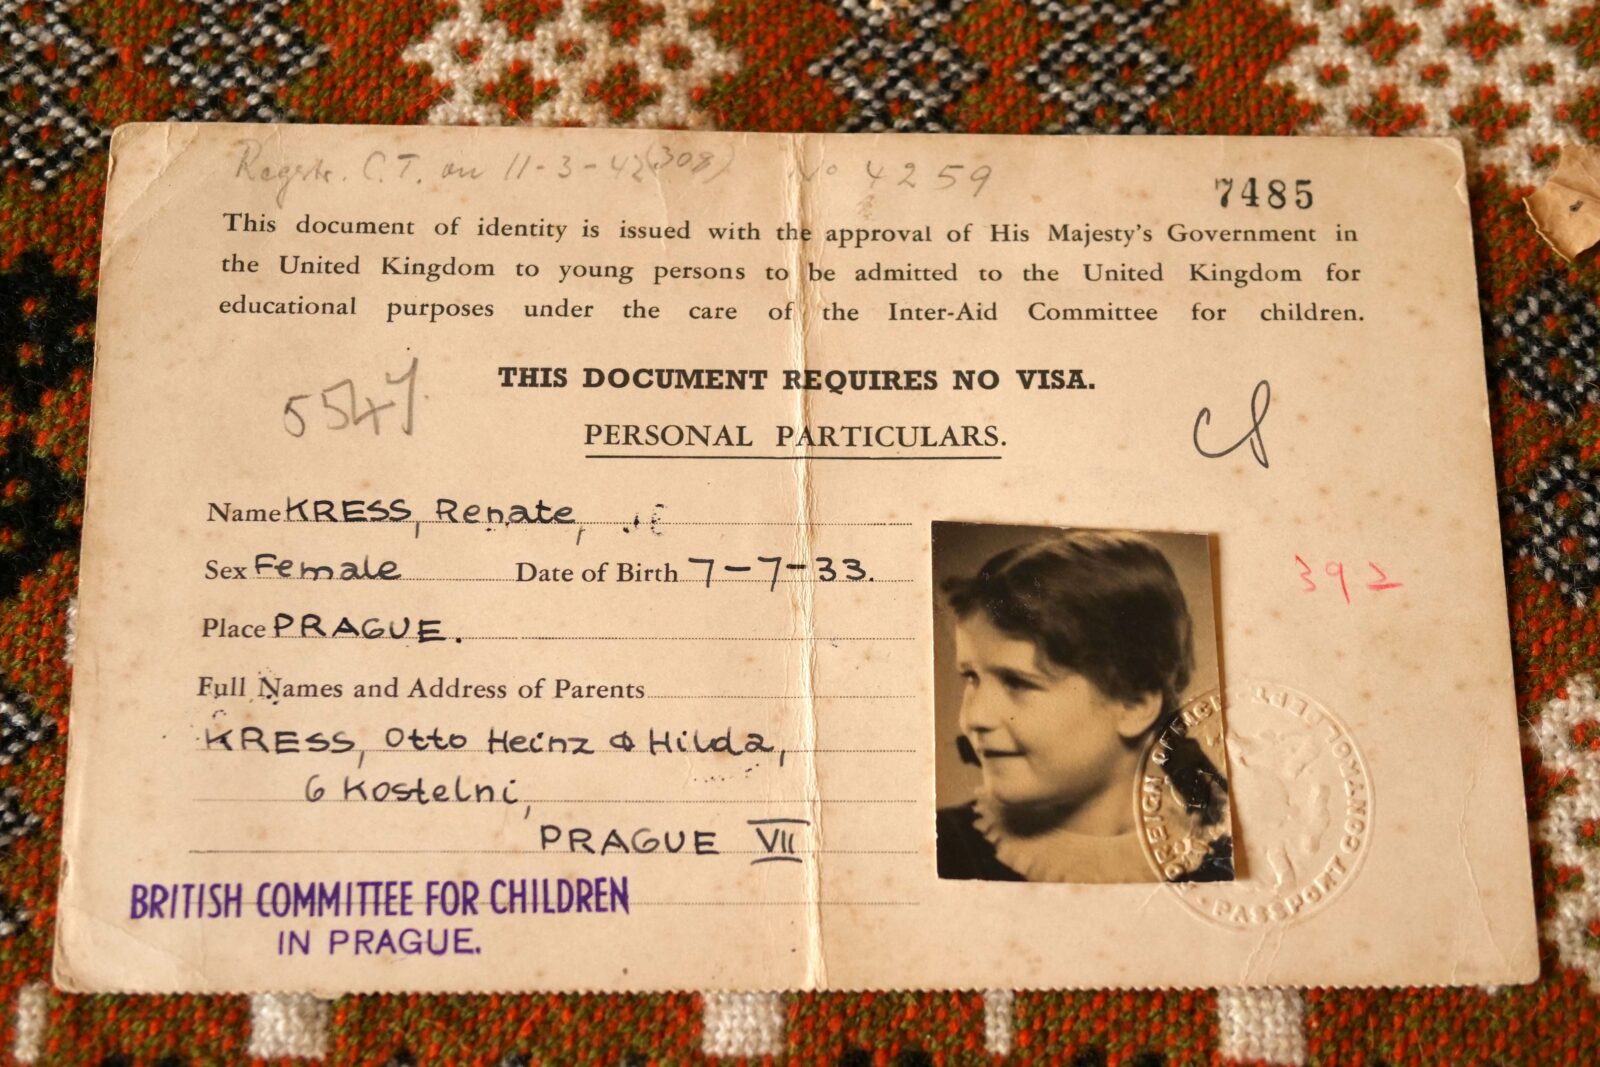 Regstr. C.T. on 11-3-42 (308) No 4259
7485
This document of identity is issued with the approval of His Majesty's Government in
the United Kingdom to young persons to be admitted to the United Kingdom for
educational purposes under the care of the Inter-Aid Committee for children.
THIS DOCUMENT REQUIRES NO VISA.
5547
PERSONAL PARTICULARS.
Name KRESS, Renate,
Sex Female Date of Birth 7-7-33.
392
Place PRAGUE.
Full Names and Address of Parents
KRESS, Otto Heinz & Hilda,
6 Kostelni,
PRAGUE VII
BRITISH COMMITTEE FOR CHILDREN
IN PRAGUE.
FOREIGN OFFICE
PASSPORT CONTROL DEPT